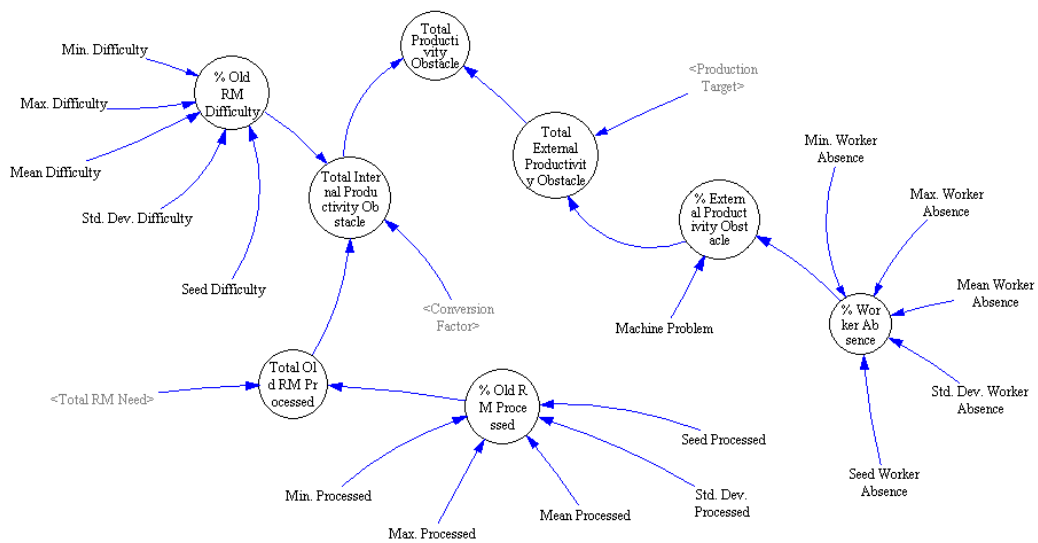 Total
Producti
vity
Obstacle
Min. Difficulty
% Old
RM
Difficulty
Max. Difficulty
Mean Difficulty
Std. Dev. Difficulty
Seed Difficulty
<Production
Target>
Total
External
Productivit
y Obstacle
Total Inter
nal Produ
ctivity Ob
stacle
% Extern
al Product
ivity Obst
acle
Min. Worker
Absence
Max. Worker
Absence
Mean Worker
Absence
% Wor
ker Ab
sence
Std. Dev. Worker
Absence
Seed Worker
Absence
Machine Problem
<Conversion
Factor>
Total Ol
d RM Pr
ocessed
<Total RM Need>
% Old R
M Proce
ssed
Seed Processed
Min. Processed
Std. Dev.
Processed
Mean Processed
Max. Processed